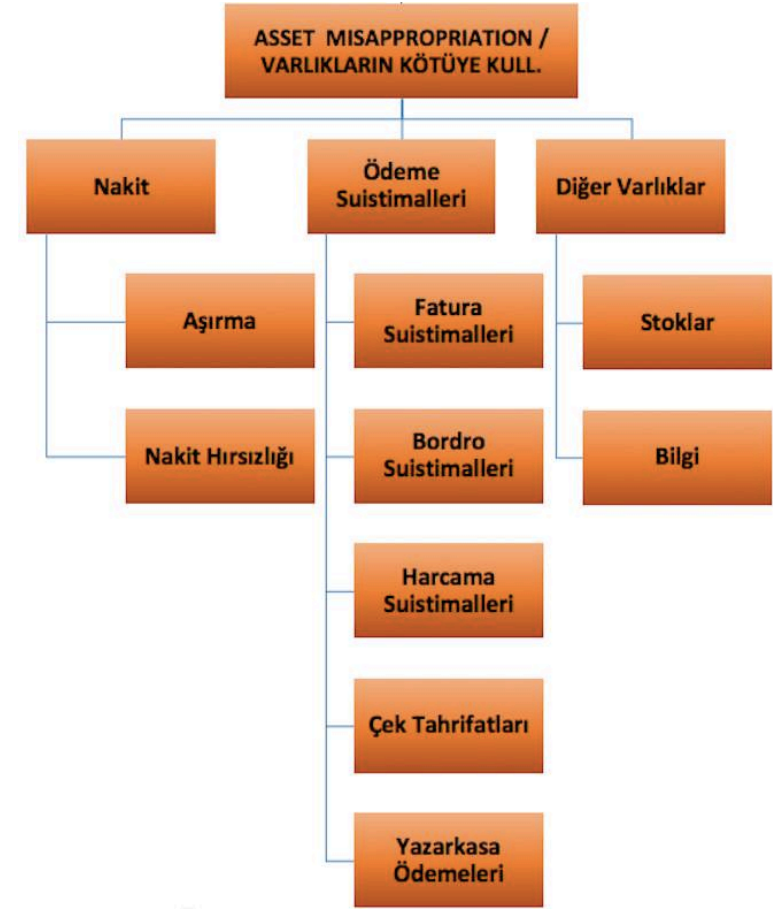 ASSET MISAPPROPRIATION /
VARLIKLARIN KÖTÜYE KULL.
Nakit
Ödeme
Suistimalleri
Diğer Varlıklar
Aşırma
Fatura
Suistimalleri
Stoklar
Nakit Hırsızlığı
Bordro
Suistimalleri
Bilgi
Harcama
Suistimalleri
Çek Tahrifatları
Yazarkasa
Ödemeleri